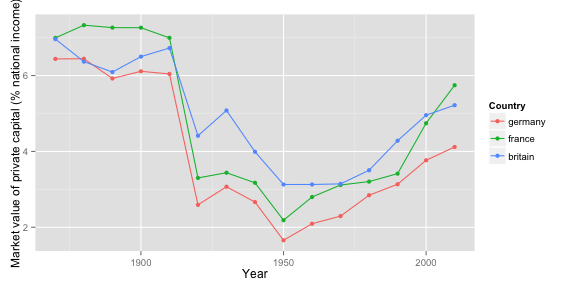 Market value of private capital (% national income)
6
4
2
1900
1950
2000
Year
Country
germany
france
britain